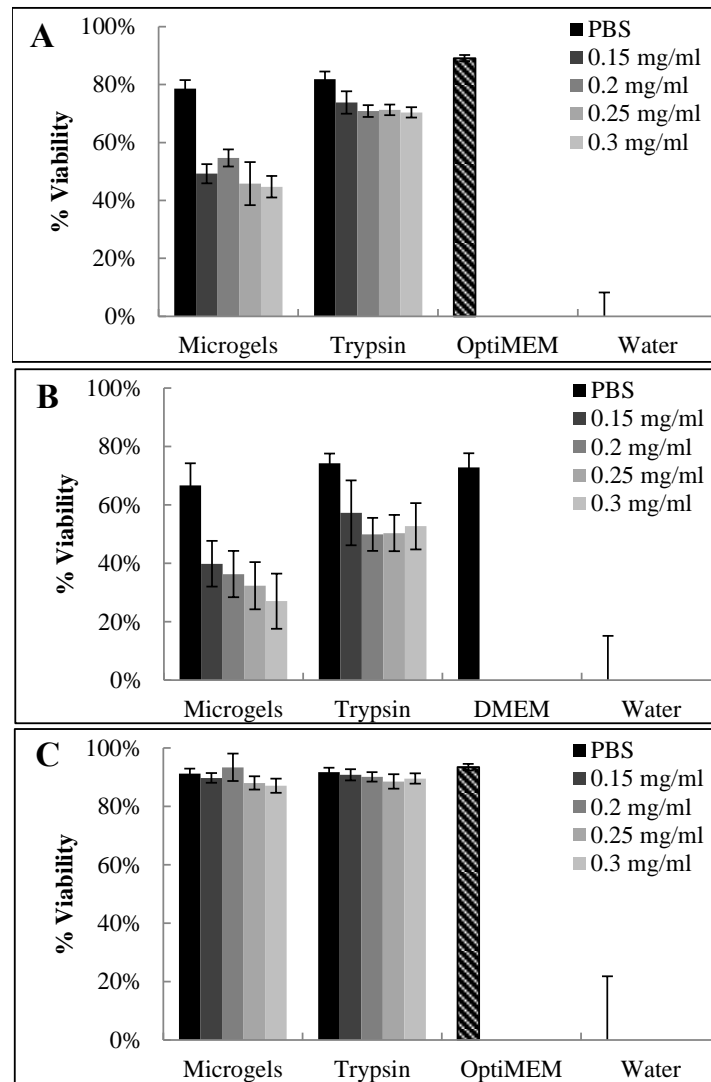 A
PBS
0.15 mg/ml
0.2 mg/ml
0.25 mg/ml
0.3 mg/ml
% Viability
100%
80%
60%
40%
20%
0%
Microgels Trypsin OptiMEM Water
B
PBS
0.15 mg/ml
0.2 mg/ml
0.25 mg/ml
0.3 mg/ml
% Viability
100%
80%
60%
40%
20%
0%
Microgels Trypsin DMEM Water
C
PBS
0.15 mg/ml
0.2 mg/ml
0.25 mg/ml
0.3 mg/ml
% Viability
100%
80%
60%
40%
20%
0%
Microgels Trypsin OptiMEM Water